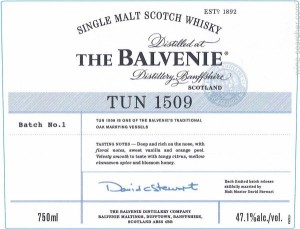 ESTD 1892
SINGLE MALT SCOTCH WHISKY
Distilled at
THE BALVENIE®
Distillery Banffshire
SCOTLAND
TUN 1509
Batch No.1
TUN 1509 IS ONE OF THE BALVENIE'S TRADITIONAL
OAK MARRYING VESSELS
TASTING NOTES — Deep and rich on the nose, with
floral notes, sweet vanilla and orange peel.
Velvety smooth in taste with tangy citrus, mellow
cinnamon spice and blossom honey.
David C Stewart
Each limited batch release
skilfully married by
Malt Master David Stewart
750ml
THE BALVENIE DISTILLERY COMPANY
BALVENIE MALTINGS, DUFFTOWN, BANFFSHIRE,
SCOTLAND AB55 4BB
47.1%alc./vol.